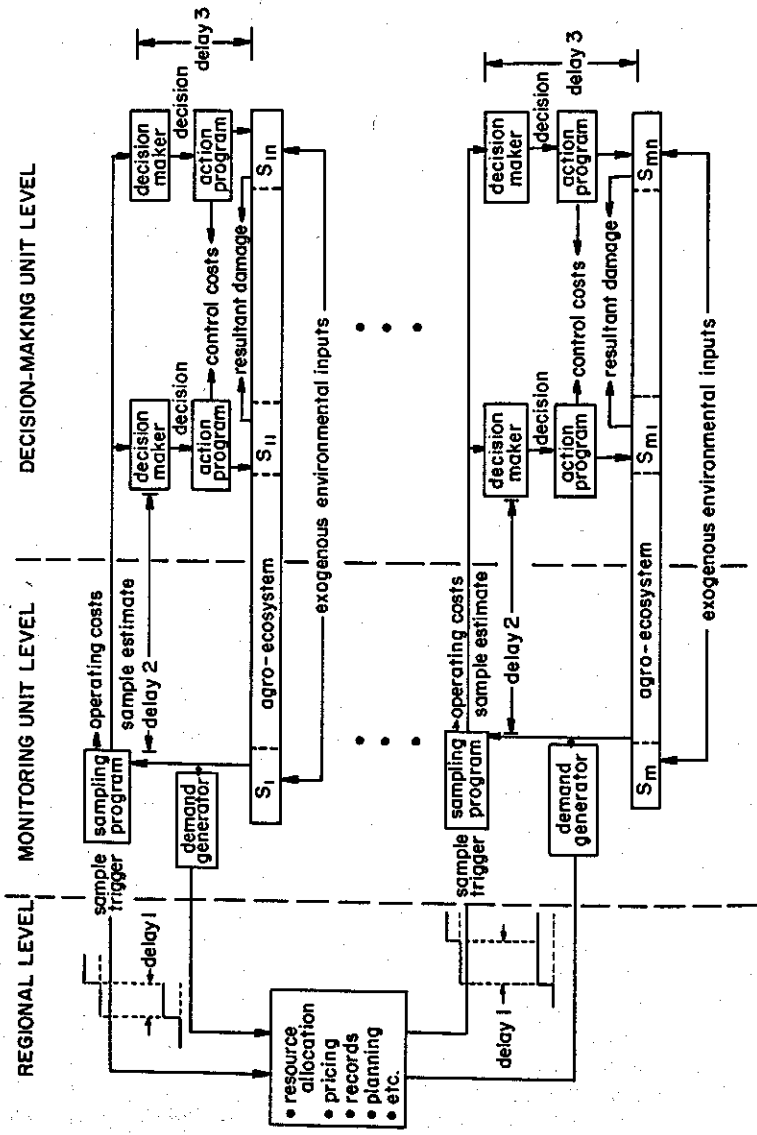 REGIONAL LEVEL
MONITORING UNIT LEVEL
DECISION-MAKING UNIT LEVEL
delay 1
sample
trigger
sampling
program
operating costs
sample estimate
delay 2
demand
generator
decision
maker
decision
action
program
control costs
resultant damage
decision
maker
decision
action
program
delay 3
S1
agro-ecosystem
S11
S1n
exogenous environmental inputs
• resource
allocation
• pricing
• records
• planning
• etc.
delay 1
sample
trigger
sampling
program
operating costs
sample estimate
delay 2
demand
generator
decision
maker
decision
action
program
control costs
resultant damage
decision
maker
decision
action
program
delay 3
Sm
agro-ecosystem
Sm1
Smn
exogenous environmental inputs